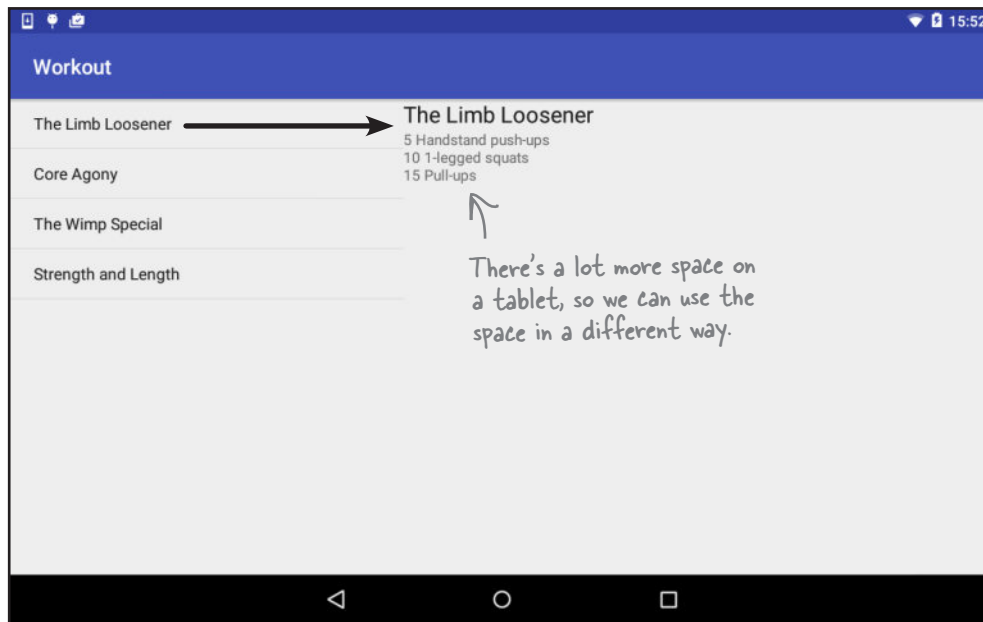 15:52
Workout
The Limb Loosener
Core Agony
The Wimp Special
Strength and Length
The Limb Loosener
5 Handstand push-ups
10 1-legged squats
15 Pull-ups
There's a lot more space on
a tablet, so we can use the
space in a different way.